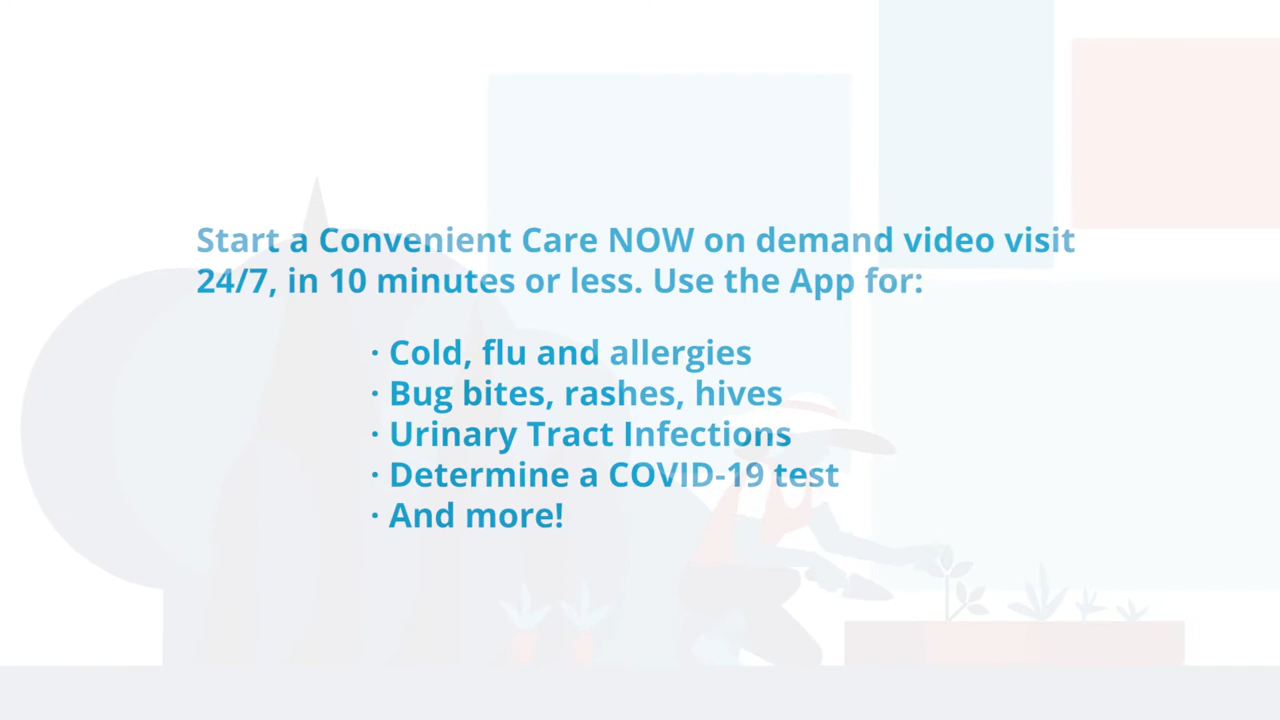 Start a Convenient Care NOW on demand video visit
24/7, in 10 minutes or less. Use the App for:
· Cold, flu and allergies
· Bug bites, rashes, hives
· Urinary Tract Infections
· Determine a COVID-19 test
· And more!